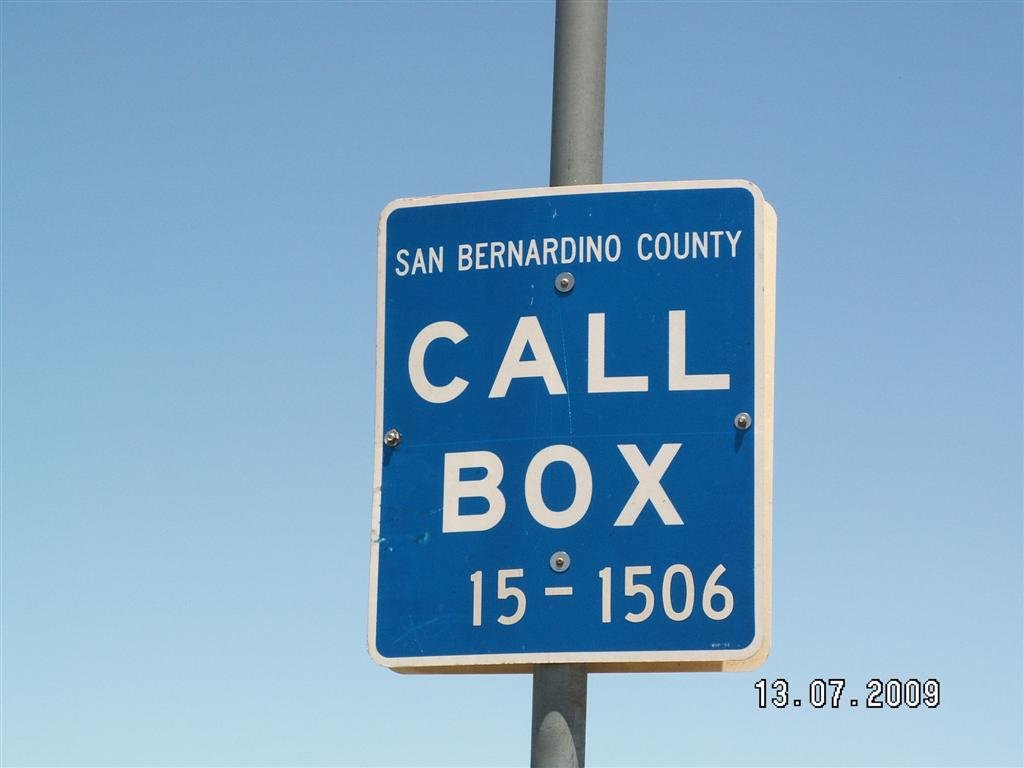 SAN BERNARDINO COUNTY
CALL
BOX
15-1506
13.07.2009